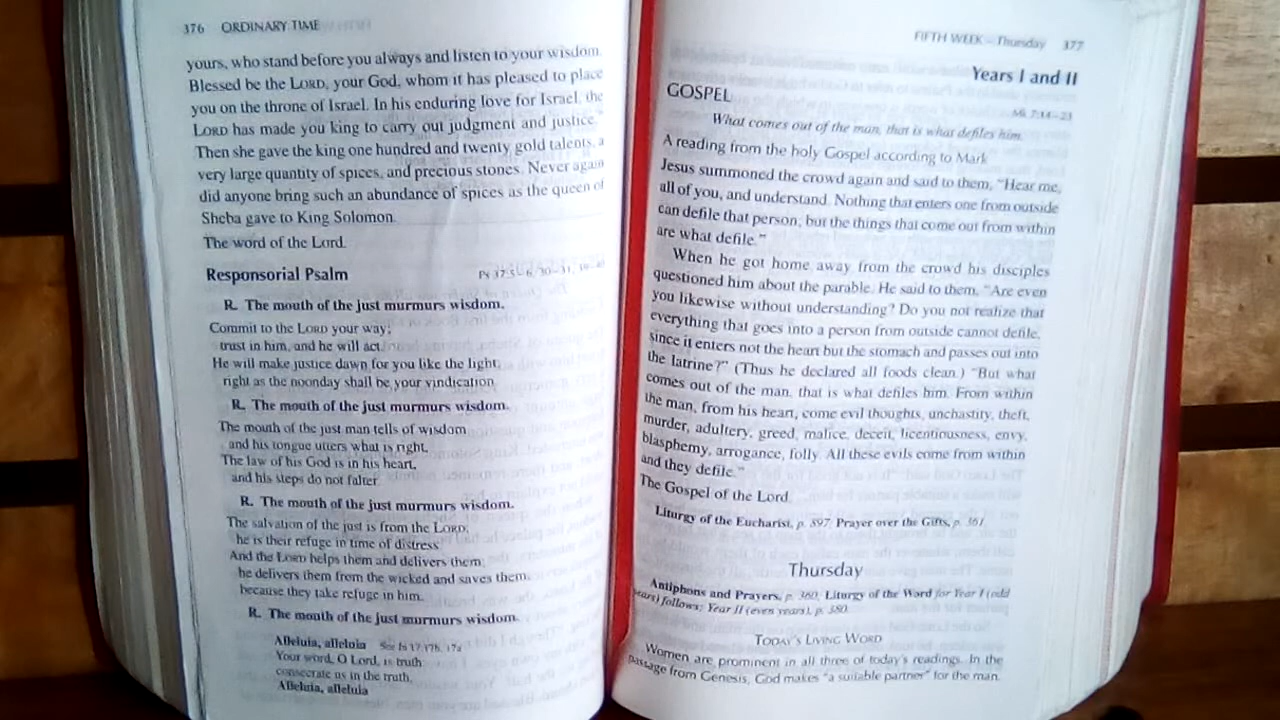 376 ORDINARY TIME
yours, who stand before you always and listen to your wisdom.
Blessed be the LORD, your God, whom it has pleased to place
you on the throne of Israel. In his enduring love for Israel, the
LORD has made you king to carry out judgment and justice."
Then she gave the king one hundred and twenty gold talents, a
very large quantity of spices, and precious stones. Never again
did anyone bring such an abundance of spices as the queen of
Sheba gave to King Solomon.
The word of the Lord.
Responsorial Psalm
Ps 37:5-6, 30-31,
R. The mouth of the just murmurs wisdom.
Commit to the LORD your way;
trust in him, and he will act.
He will make justice dawn for you like the light;
right as the noonday shall be your vindication.
R. The mouth of the just murmurs wisdom.
The mouth of the just man tells of wisdom
and his tongue utters what is right.
The law of his God is in his heart,
and his steps do not falter.
R. The mouth of the just murmurs wisdom.
The salvation of the just is from the LORD;
he is their refuge in time of distress
And the LORD helps them and delivers them;
he delivers them from the wicked and saves them,
because they take refuge in him.
R. The mouth of the just murmurs wisdom.
Alleluia, alleluia See Jn 17:17b, 17a
Your word, O Lord, is truth
consecrate us in the truth.
Alleluia, alleluia
FIFTH WEEK – Thursday 377
Years I and II
GOSPEL
Mk 7:14-23
What comes out of the man, that is what defiles him.
A reading from the holy Gospel according to Mark
Jesus summoned the crowd again and said to them, "Hear me,
all of you, and understand. Nothing that enters one from outside
can defile that person; but the things that come out from within
are what defile."
When he got home away from the crowd his disciples
questioned him about the parable. He said to them, "Are even
you likewise without understanding? Do you not realize that
everything that goes into a person from outside cannot defile,
since it enters not the heart but the stomach and passes out into
the latrine?" (Thus he declared all foods clean.) "But what
comes out of the man, that is what defiles him. From within
the man, from his heart, come evil thoughts, unchastity, theft,
murder, adultery, greed, malice, deceit, licentiousness, envy,
blasphemy, arrogance, folly. All these evils come from within
and they defile."
The Gospel of the Lord.
Liturgy of the Eucharist, p. 897. Prayer over the Gifts, p. 361.
Thursday
Antiphons and Prayers, p. 360; Liturgy of the Word for Year I (odd
years) follows; Year II (even years), p. 380.
TODAY'S LIVING WORD
Women are prominent in all three of today's readings. In the
passage from Genesis, God makes "a suitable partner" for the man.